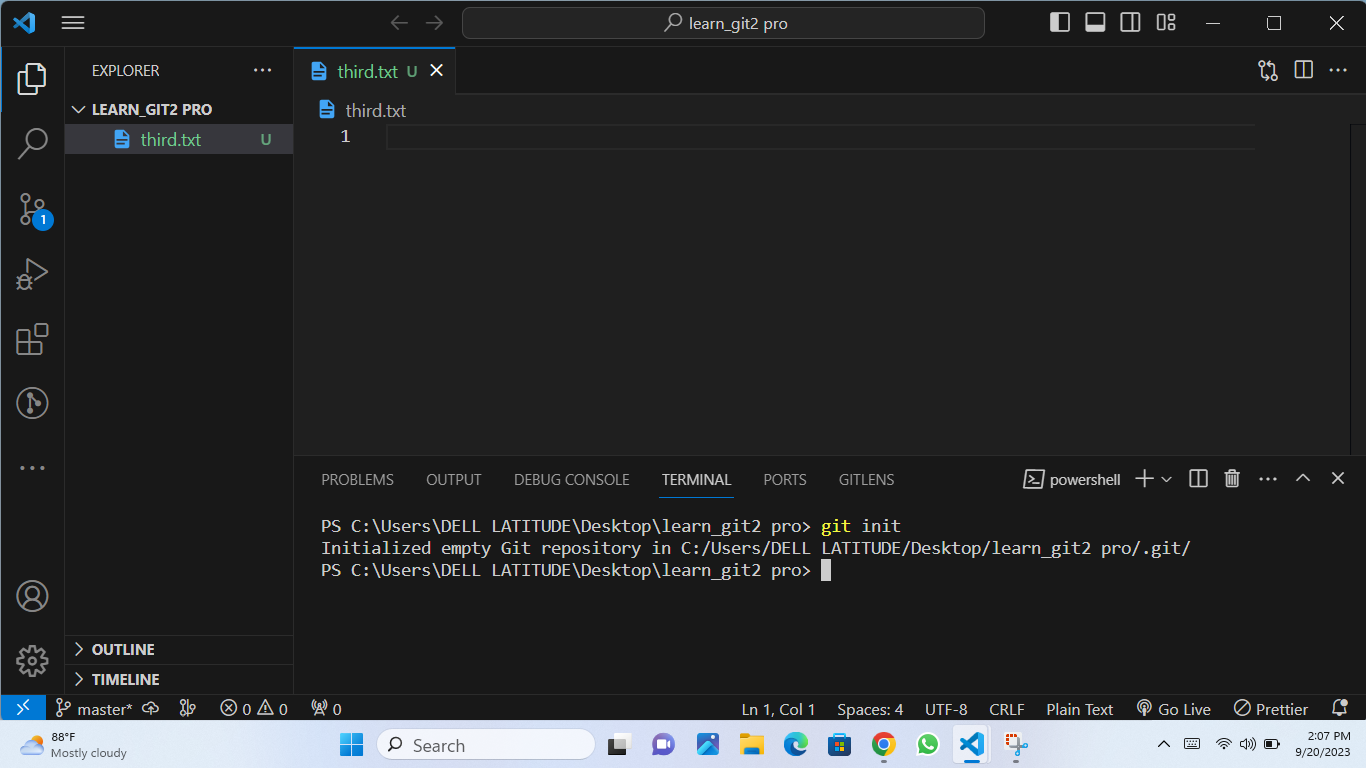 learn_git2 pro
EXPLORER
LEARN_GIT2 PRO
third.txt U
1
OUTLINE
TIMELINE
third.txt U
third.txt
1
PROBLEMS OUTPUT DEBUG CONSOLE TERMINAL PORTS GITLENS
powershell
PS C:\Users\DELL LATITUDE\Desktop\learn_git2 pro> git init
Initialized empty Git repository in C:/Users/DELL LATITUDE/Desktop/learn_git2 pro/.git/
PS C:\Users\DELL LATITUDE\Desktop\learn_git2 pro>
master* 0 0 0 Ln 1, Col 1 Spaces: 4 UTF-8 CRLF Plain Text Go Live Prettier
88°F
Mostly cloudy
Search
2:07 PM
9/20/2023